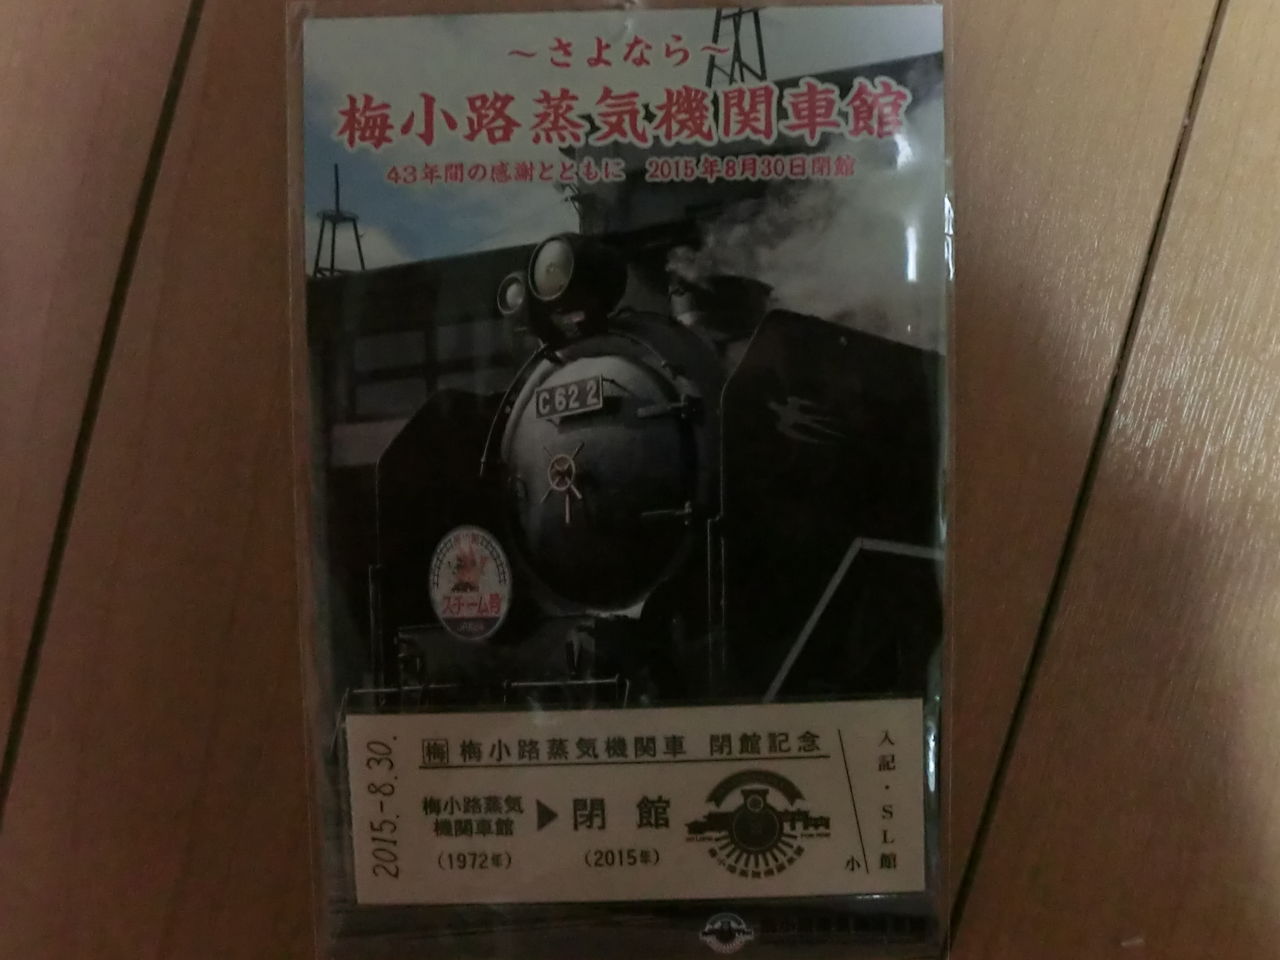 ～さよなら～
梅小路蒸気機関車館
43年間の感謝とともに　2015年8月30日閉館
C62 2
スチーム号
2015.-8.30.
梅 梅小路蒸気機関車 閉館記念
梅小路蒸気
機関車館
▶ 閉 館
(1972年)
(2015年)
入記・SL館
小